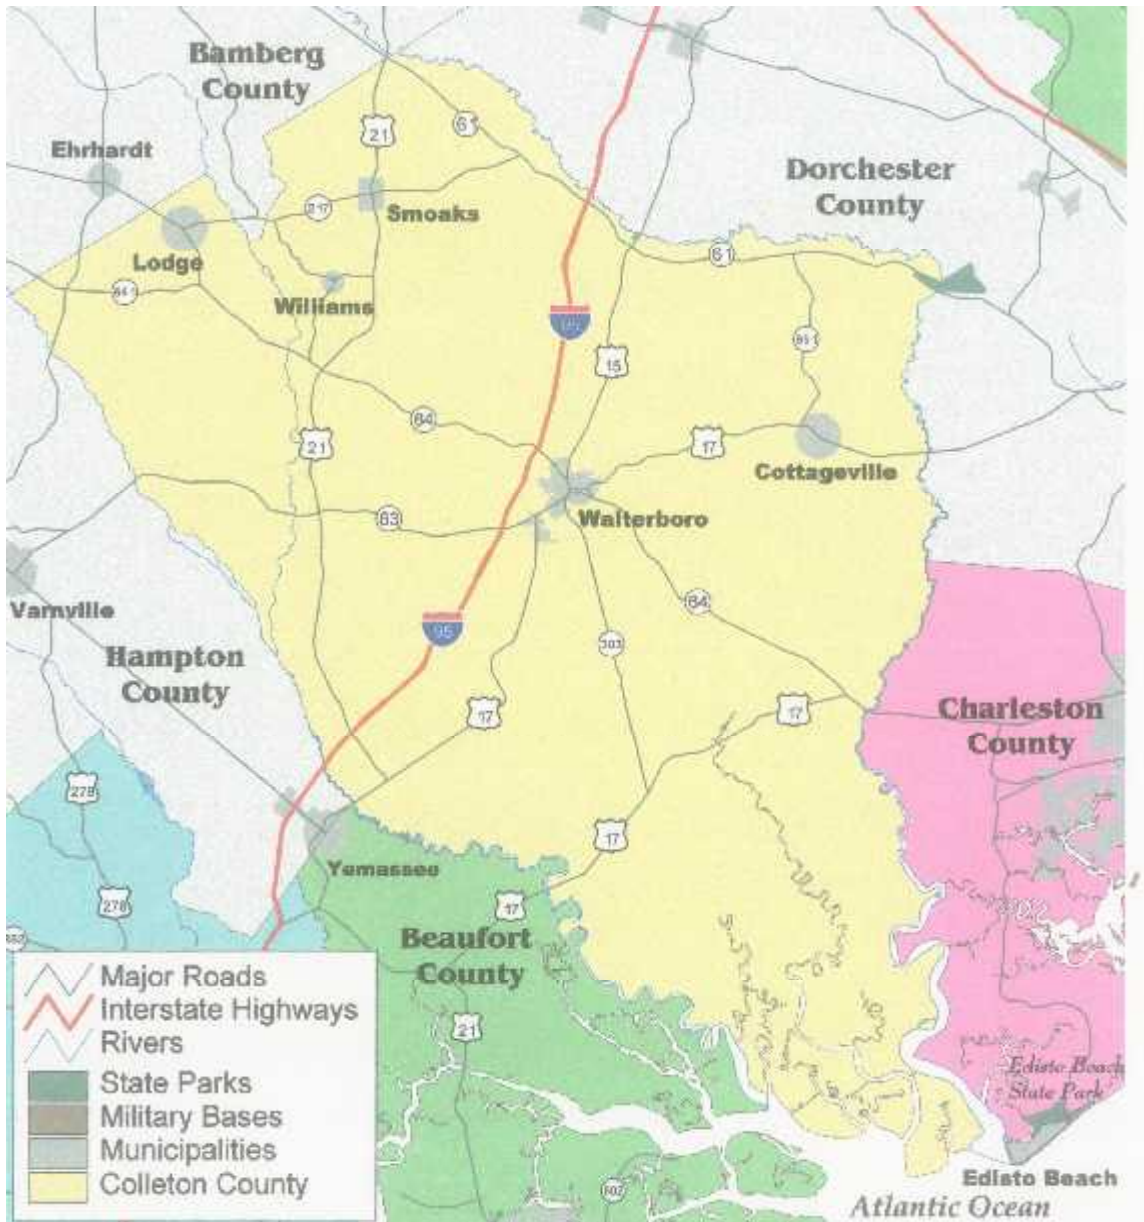 Bamberg
County
61
21
Ehrhardt
Dorchester
County
217
Smoaks
Lodge
61
641
Williams
95
651
15
64
21
17
Cottageville
Walterboro
63
Varnville
64
95
303
Hampton
County
17
17
Charleston
County
278
17
Yemassee
278
17
Beaufort
County
21
Edisto Beach
State Park
602
Edisto Beach
Atlantic Ocean
Major Roads
Interstate Highways
Rivers
State Parks
Military Bases
Municipalities
Colleton County